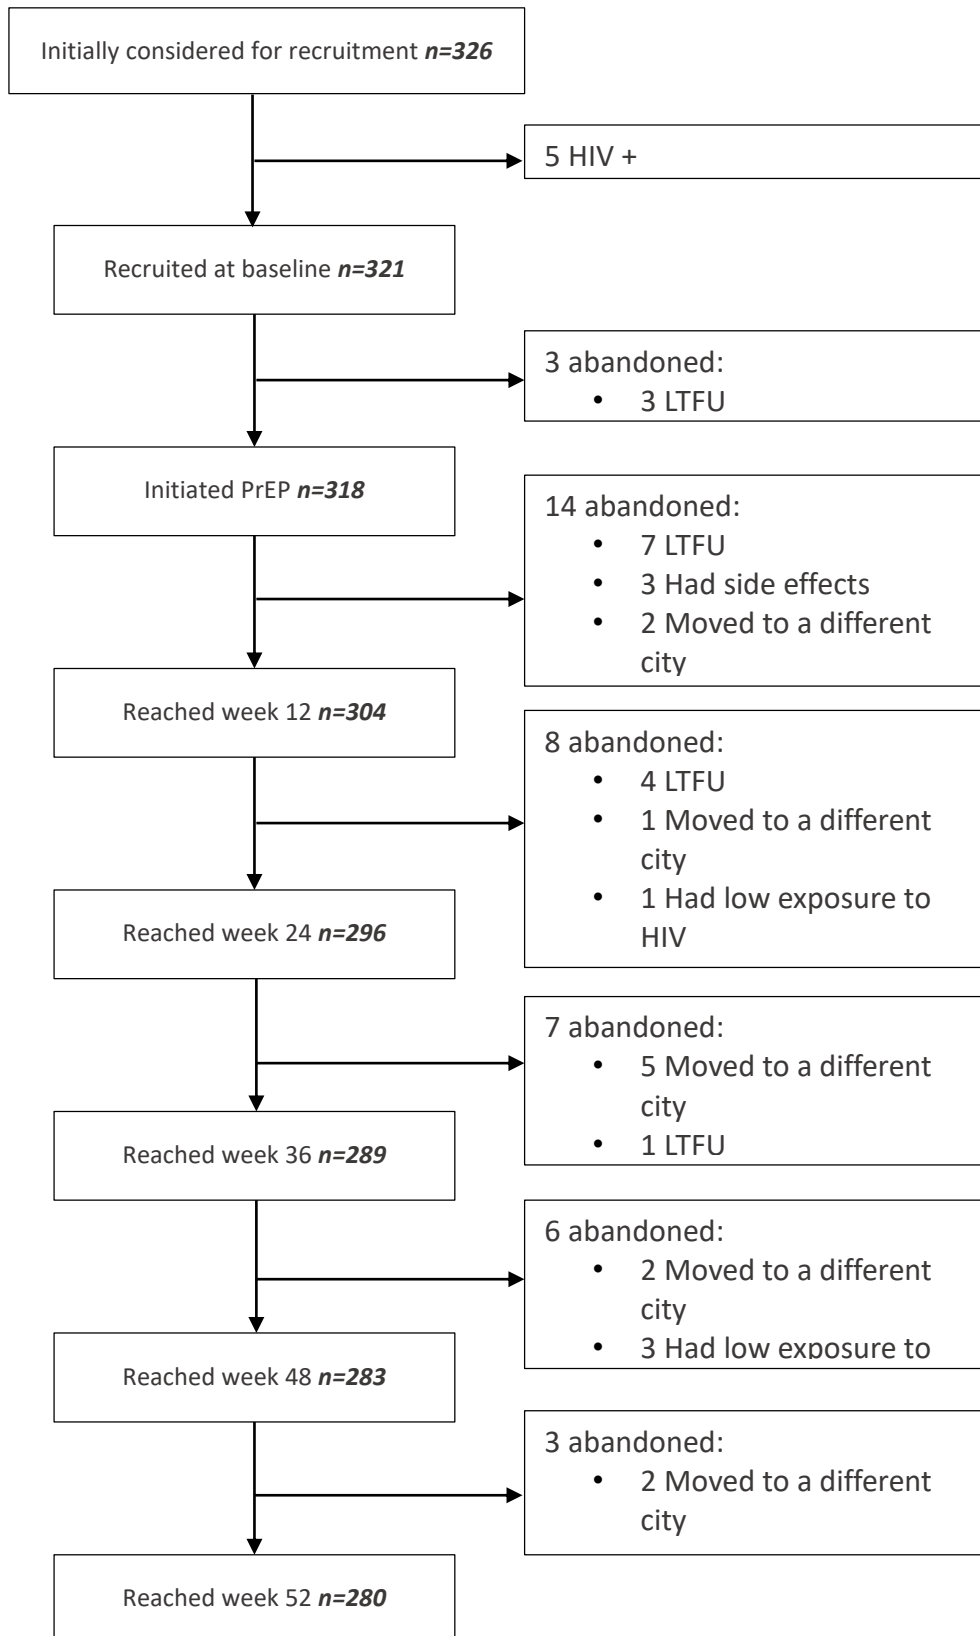 Initially considered for recruitment n=326
5 HIV +
Recruited at baseline n=321
3 abandoned:
• 3 LTFU
Initiated PrEP n=318
14 abandoned:
• 7 LTFU
• 3 Had side effects
• 2 Moved to a different
city
Reached week 12 n=304
8 abandoned:
• 4 LTFU
• 1 Moved to a different
city
• 1 Had low exposure to
HIV
Reached week 24 n=296
7 abandoned:
• 5 Moved to a different
city
• 1 LTFU
Reached week 36 n=289
6 abandoned:
• 2 Moved to a different
city
• 3 Had low exposure to
Reached week 48 n=283
3 abandoned:
• 2 Moved to a different
city
Reached week 52 n=280